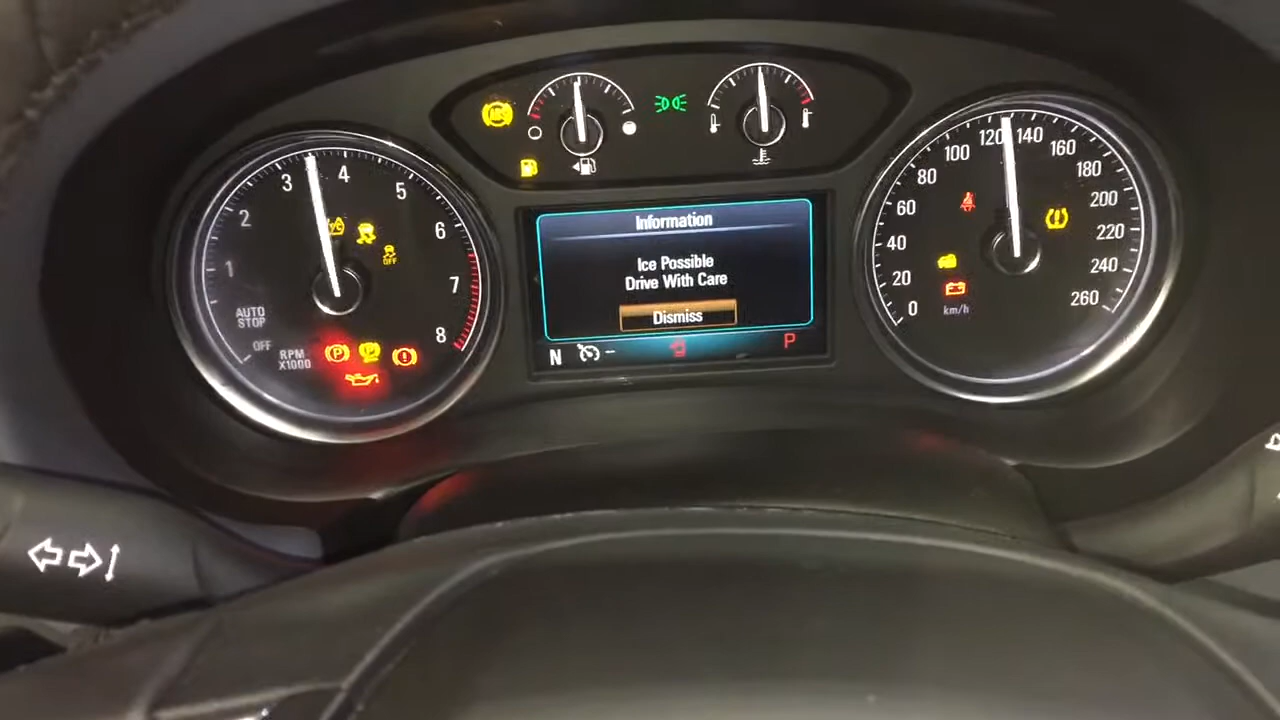 ABS
3
4
2
5
1
6
7
8
AUTO
STOP
OFF
RPM
X1000
OFF
P
Information
Ice Possible
Drive With Care
Dismiss
N
P
0
20
40
60
80
100
120
140
160
180
200
220
240
260
km/h